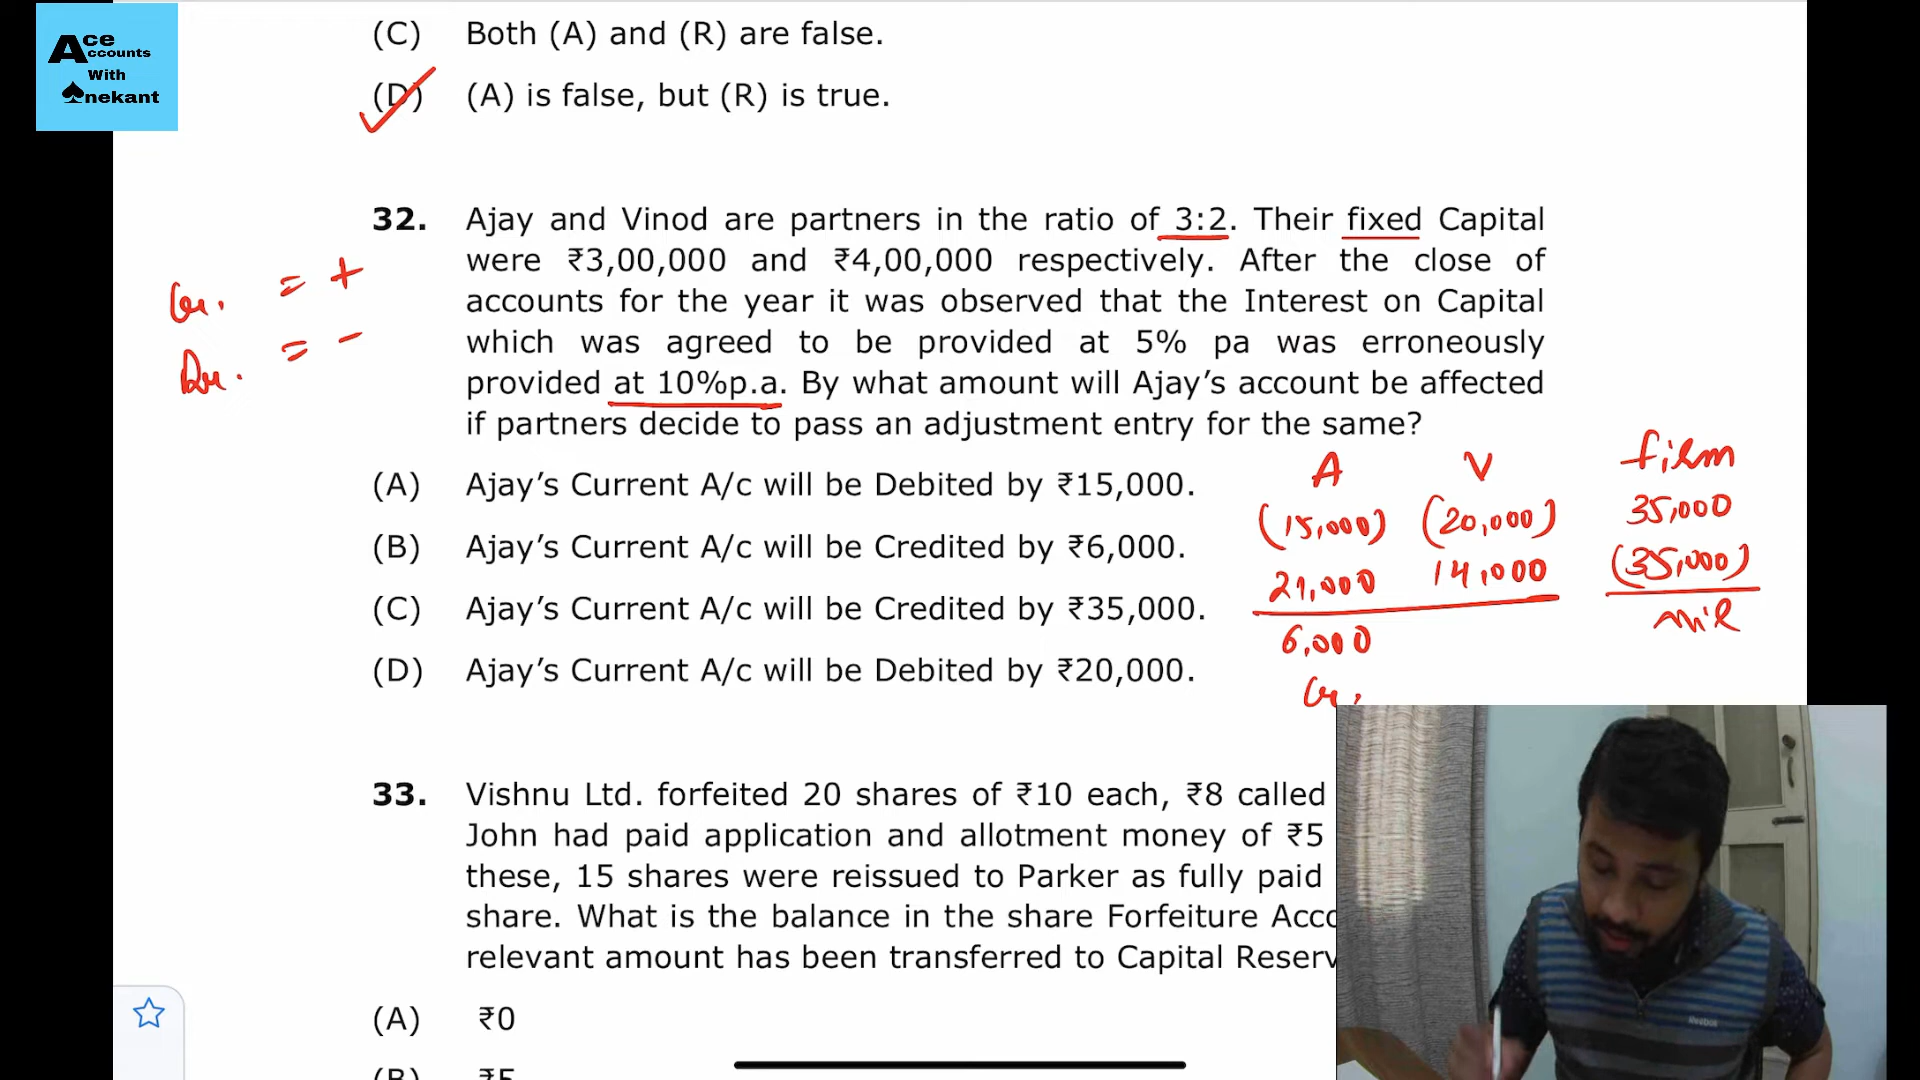 Ace
Accounts
With
Anekant
(C) Both (A) and (R) are false.
(D) (A) is false, but (R) is true.
32. Ajay and Vinod are partners in the ratio of 3:2. Their fixed Capital
were ₹3,00,000 and ₹4,00,000 respectively. After the close of
accounts for the year it was observed that the Interest on Capital
which was agreed to be provided at 5% pa was erroneously
provided at 10%p.a. By what amount will Ajay’s account be affected
if partners decide to pass an adjustment entry for the same?
Cr. = +
Dr. = -
(A) Ajay’s Current A/c will be Debited by ₹15,000.
(B) Ajay’s Current A/c will be Credited by ₹6,000.
(C) Ajay’s Current A/c will be Credited by ₹35,000.
(D) Ajay’s Current A/c will be Debited by ₹20,000.
A V firm
(15,000) (20,000) 35,000
21,000 14,000 (35,000)
6,000 nil
Cr.
33. Vishnu Ltd. forfeited 20 shares of ₹10 each, ₹8 called
John had paid application and allotment money of ₹5
these, 15 shares were reissued to Parker as fully paid
share. What is the balance in the share Forfeiture Acco
relevant amount has been transferred to Capital Reserv
(A) ₹0
(B) ₹5
reebok